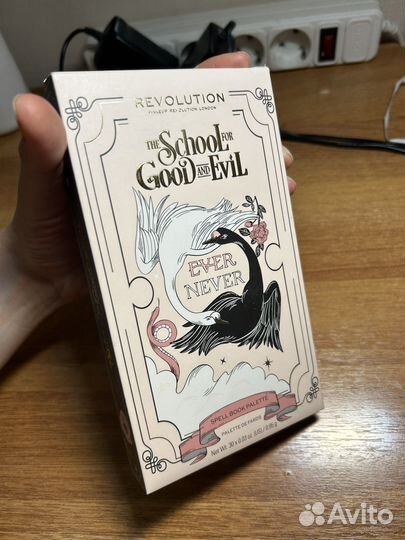 REVOLUTION
MAKEUP REVOLUTION LONDON
THE SCHOOL FOR
GOOD AND EVIL
EVER
NEVER
SPELL BOOK PALETTE
PALETTE DE FARDS
Avito